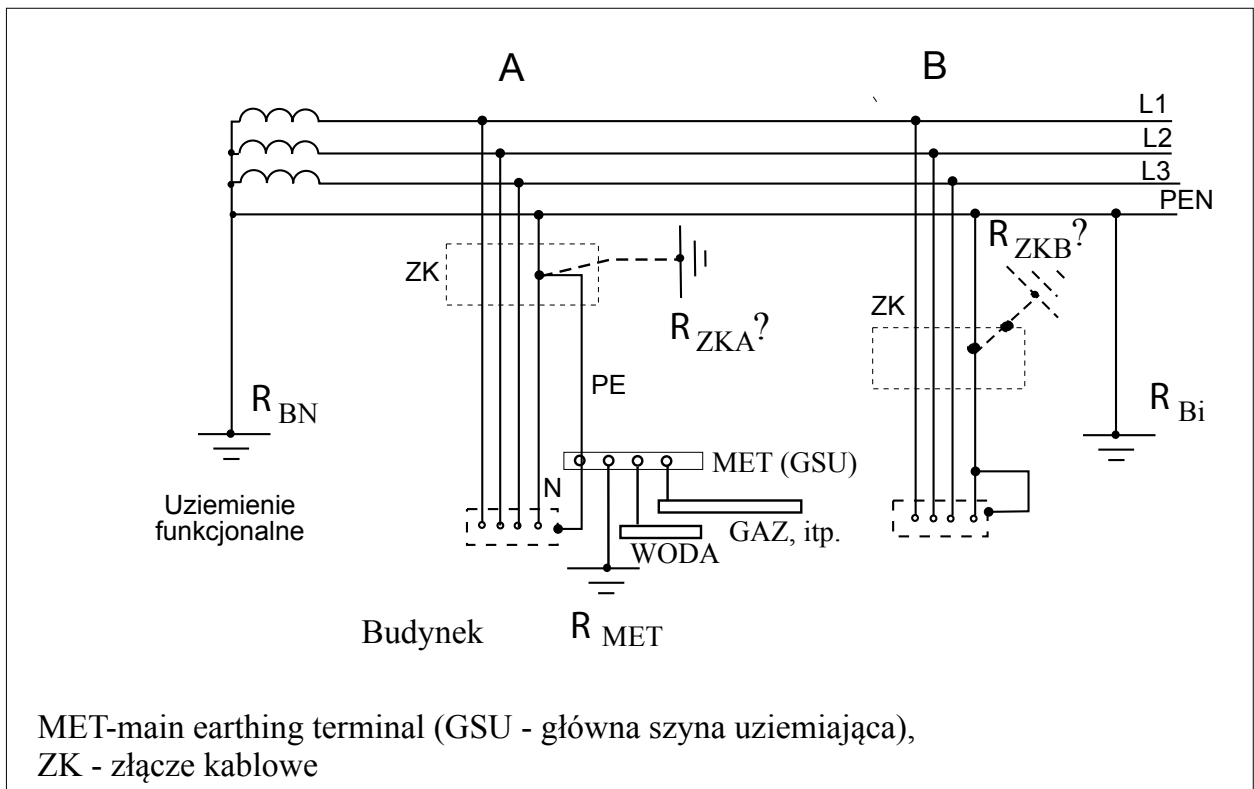 A
B
L1
L2
L3
PEN
R ZKB?
ZK
R ZKA?
ZK
PE
R BN
R Bi
MET (GSU)
N
Uziemienie
funkcjonalne
GAZ, itp.
WODA
Budynek
R MET
MET-main earthing terminal (GSU - główna szyna uziemiająca),
ZK - złącze kablowe